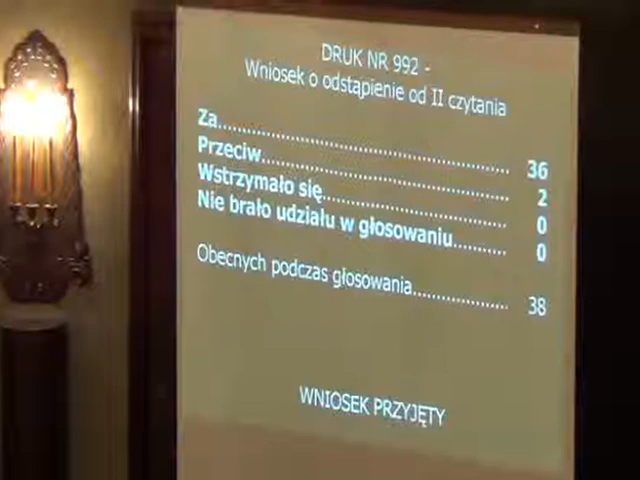 DRUK NR 992 -
Wniosek o odstąpienie od II czytania
Za.......................................................... 36
Przeciw.................................................... 2
Wstrzymało się........................................ 0
Nie brało udziału w głosowaniu............ 0
Obecnych podczas głosowania.................... 38
WNIOSEK PRZYJĘTY